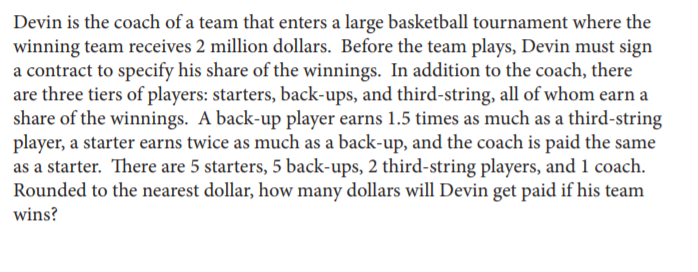 Devin is the coach of a team that enters a large basketball tournament where the
winning team receives 2 million dollars. Before the team plays, Devin must sign
a contract to specify his share of the winnings. In addition to the coach, there
are three tiers of players: starters, back-ups, and third-string, all of whom earn a
share of the winnings. A back-up player earns 1.5 times as much as a third-string
player, a starter earns twice as much as a back-up, and the coach is paid the same
as a starter. There are 5 starters, 5 back-ups, 2 third-string players, and 1 coach.
Rounded to the nearest dollar, how many dollars will Devin get paid if his team
wins?